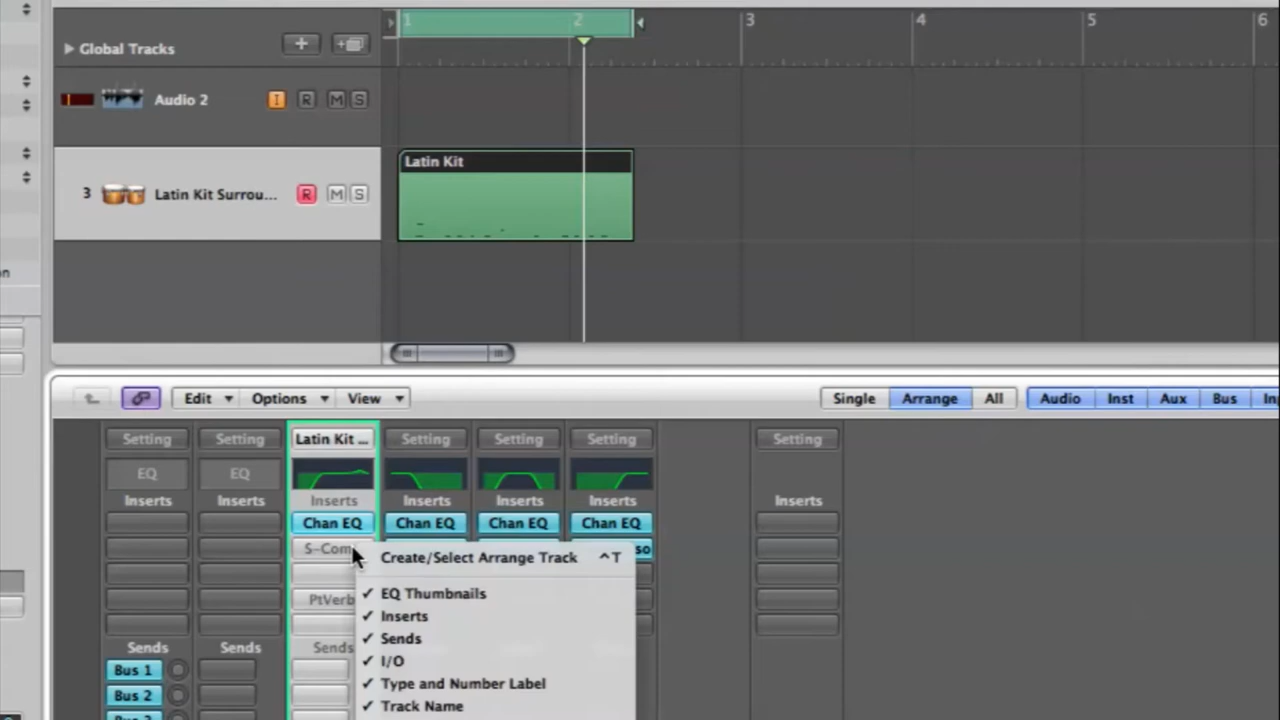 1 2 3 4 5 6
Global Tracks
Audio 2 I R M S
Latin Kit
3 Latin Kit Surrou... R M S
Edit Options View Single Arrange All Audio Inst Aux Bus
Setting Setting Latin Kit ... Setting Setting Setting Setting
EQ EQ
Inserts Inserts Inserts Inserts Inserts Inserts Inserts
Chan EQ Chan EQ Chan EQ Chan EQ
Create/Select Arrange Track ^T
✓ EQ Thumbnails
✓ Inserts
✓ Sends
✓ I/O
✓ Type and Number Label
✓ Track Name
Sends Sends Sends
Bus 1
Bus 2